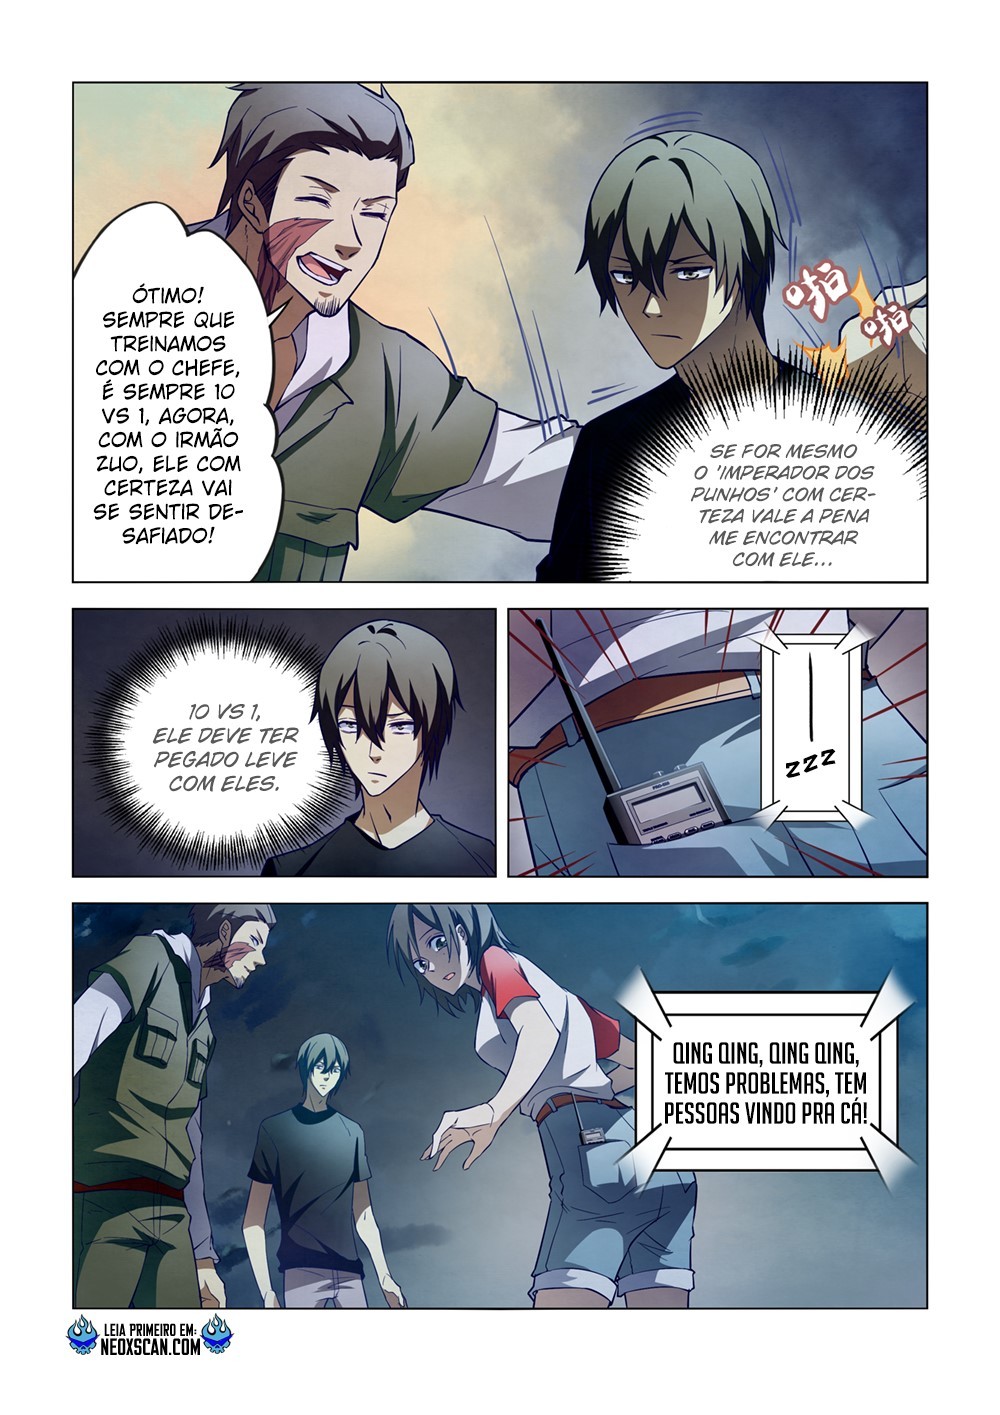 ÓTIMO!
SEMPRE QUE
TREINAMOS
COM O CHEFE,
É SEMPRE 10
VS 1, AGORA,
COM O IRMÃO
ZUO, ELE COM
CERTEZA VAI
SE SENTIR DE-
SAFIADO!
啪
啪
SE FOR MESMO
O 'IMPERADOR DOS
PUNHOS' COM CER-
TEZA VALE A PENA
ME ENCONTRAR
COM ELE...
10 VS 1,
ELE DEVE TER
PEGADO LEVE
COM ELES.
ZZZ
QING QING, QING QING,
TEMOS PROBLEMAS, TEM
PESSOAS VINDO PRA CÁ!
LEIA PRIMEIRO EM:
NEOXSCAN.COM